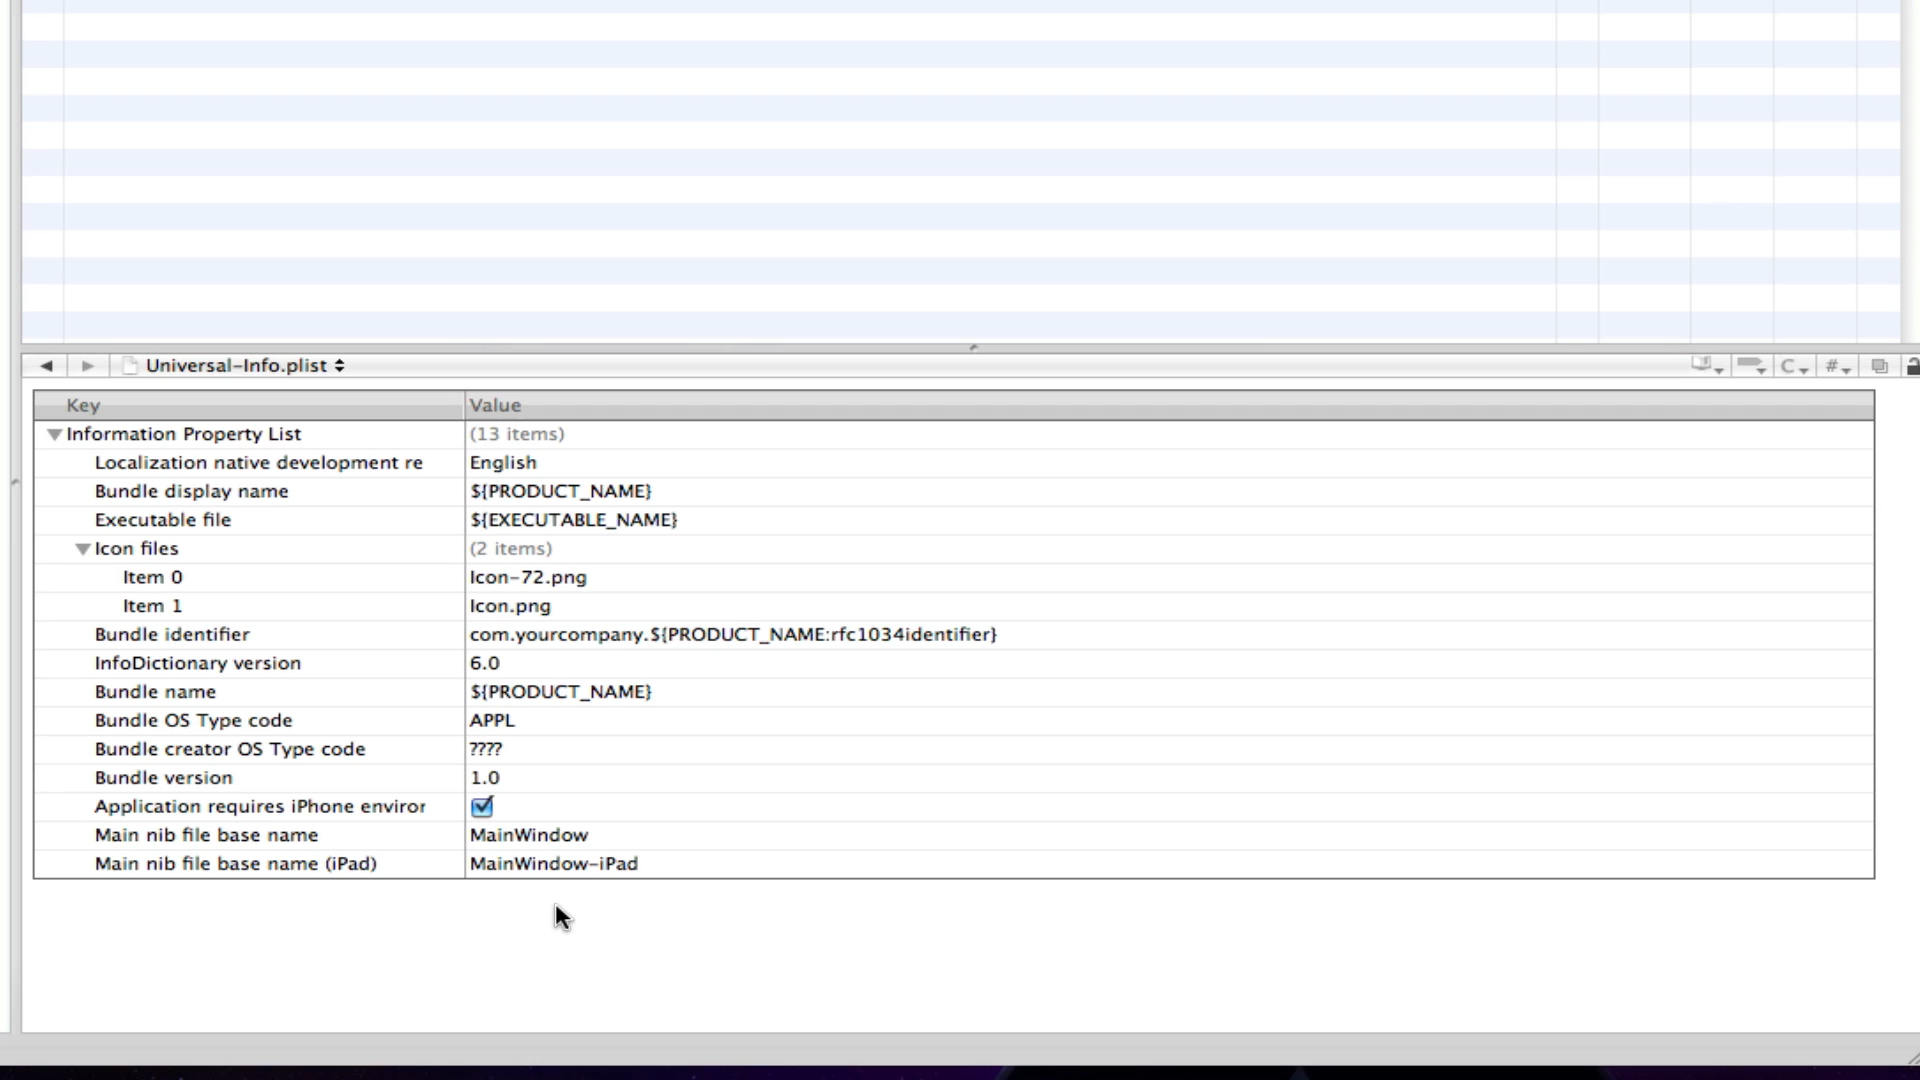 Universal-Info.plist
C #
Key Value
Information Property List (13 items)
Localization native development re English
Bundle display name ${PRODUCT_NAME}
Executable file ${EXECUTABLE_NAME}
Icon files (2 items)
Item 0 Icon-72.png
Item 1 Icon.png
Bundle identifier com.yourcompany.${PRODUCT_NAME:rfc1034identifier}
InfoDictionary version 6.0
Bundle name ${PRODUCT_NAME}
Bundle OS Type code APPL
Bundle creator OS Type code ????
Bundle version 1.0
Application requires iPhone enviror
Main nib file base name MainWindow
Main nib file base name (iPad) MainWindow-iPad